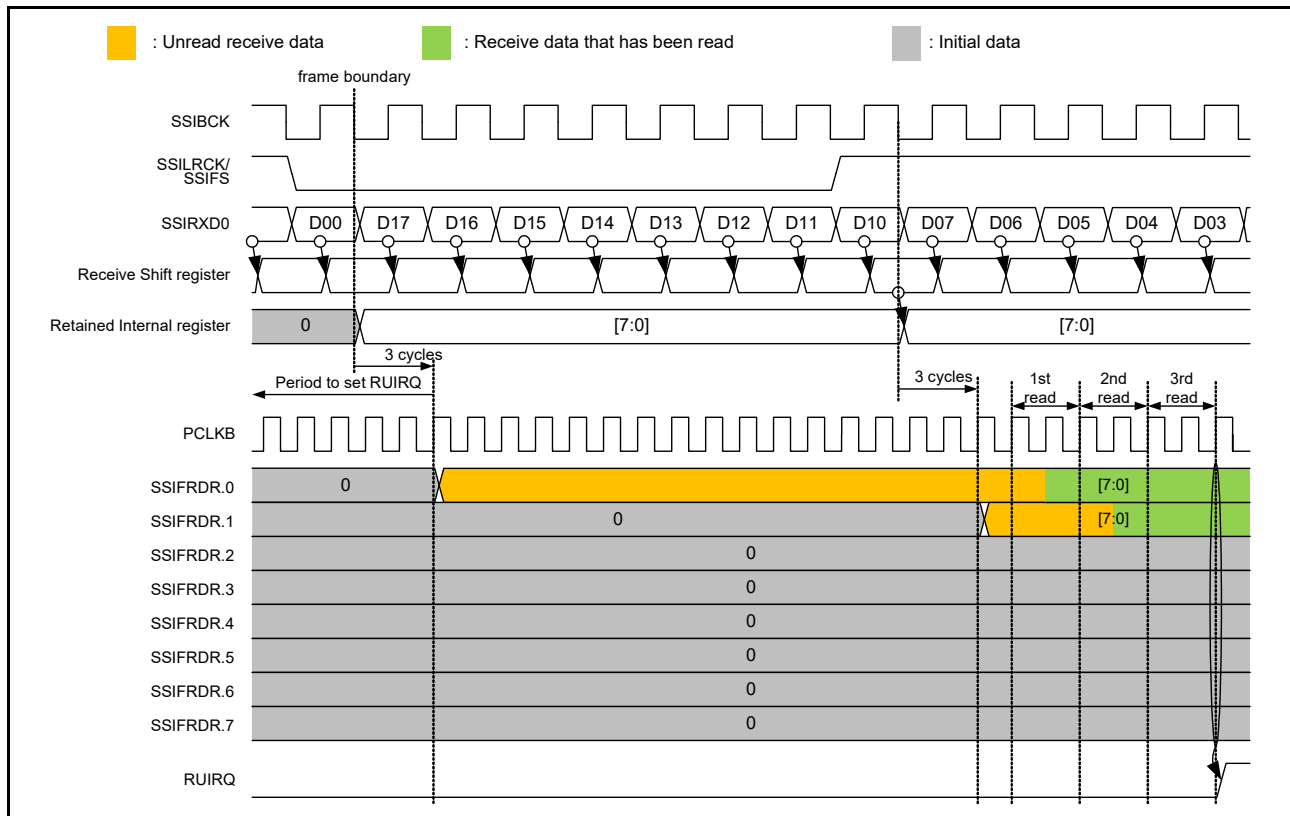 : Unread receive data : Receive data that has been read : Initial data
frame boundary
SSIBCK
SSILRCK/
SSIFS
SSIRXD0 D00 D17 D16 D15 D14 D13 D12 D11 D10 D07 D06 D05 D04 D03
Receive Shift register
Retained Internal register 0 [7:0] [7:0]
3 cycles
Period to set RUIRQ
3 cycles
1st
read
2nd
read
3rd
read
PCLKB
SSIFRDR.0 0 [7:0]
SSIFRDR.1 0 [7:0]
SSIFRDR.2 0
SSIFRDR.3 0
SSIFRDR.4 0
SSIFRDR.5 0
SSIFRDR.6 0
SSIFRDR.7 0
RUIRQ